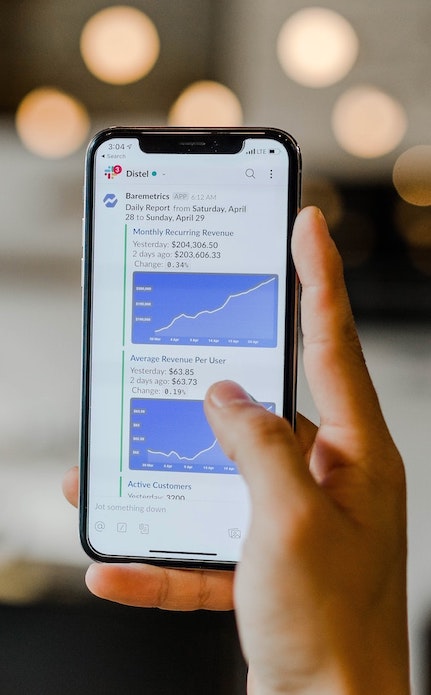 3:04
LTE
Search
3
Distel
Baremetrics APP 6:12 AM
Daily Report from Saturday, April
28 to Sunday, April 29
Monthly Recurring Revenue
Yesterday: $204,306.50
2 days ago: $203,606.33
Change: 0.34%
Average Revenue Per User
Yesterday: $63.85
2 days ago: $63.73
Change: 0.19%
Active Customers
Yesterday: 3200
Jot something down